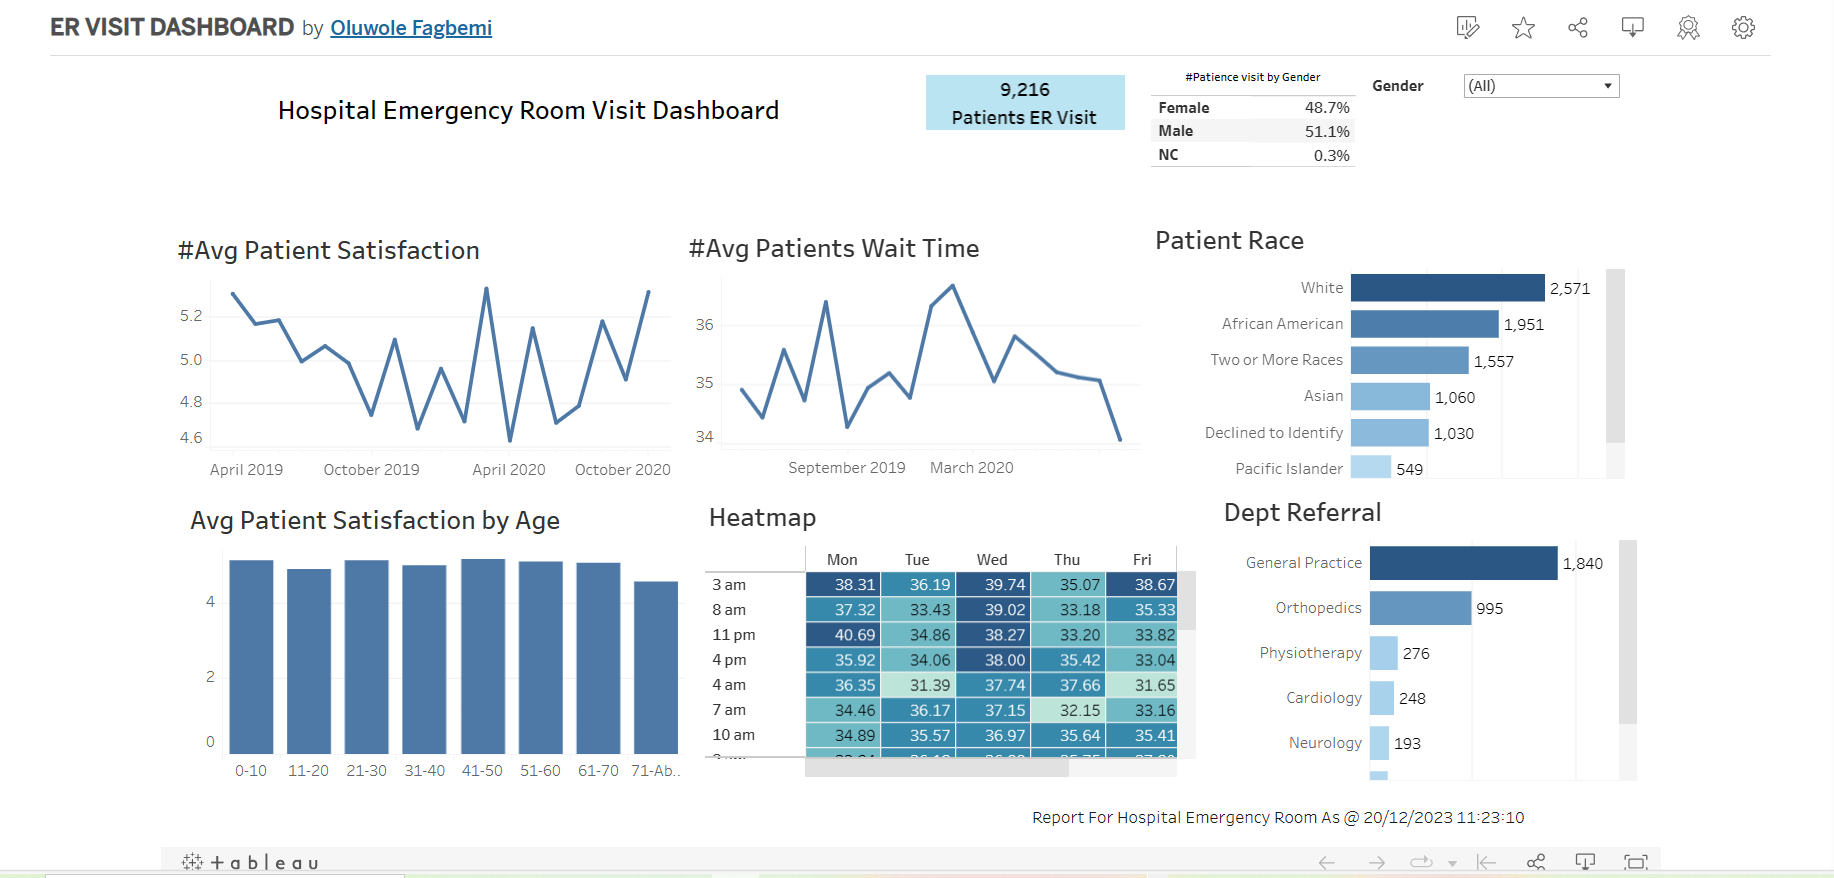 ER VISIT DASHBOARD by Oluwole Fagbemi
Hospital Emergency Room Visit Dashboard
9,216
Patients ER Visit
#Patience visit by Gender
Female 48.7%
Male 51.1%
NC 0.3%
Gender (All)
#Avg Patient Satisfaction
5.2
5.0
4.8
4.6
April 2019 October 2019 April 2020 October 2020
#Avg Patients Wait Time
36
35
34
September 2019 March 2020
Patient Race
White 2,571
African American 1,951
Two or More Races 1,557
Asian 1,060
Declined to Identify 1,030
Pacific Islander 549
Avg Patient Satisfaction by Age
4
2
0
0-10 11-20 21-30 31-40 41-50 51-60 61-70 71-Ab..
Heatmap
Mon Tue Wed Thu Fri
3 am 38.31 36.19 39.74 35.07 38.67
8 am 37.32 33.43 39.02 33.18 35.33
11 pm 40.69 34.86 38.27 33.20 33.82
4 pm 35.92 34.06 38.00 35.42 33.04
4 am 36.35 31.39 37.74 37.66 31.65
7 am 34.46 36.17 37.15 32.15 33.16
10 am 34.89 35.57 36.97 35.64 35.41
Dept Referral
General Practice 1,840
Orthopedics 995
Physiotherapy 276
Cardiology 248
Neurology 193
Report For Hospital Emergency Room As @ 20/12/2023 11:23:10
+ableau